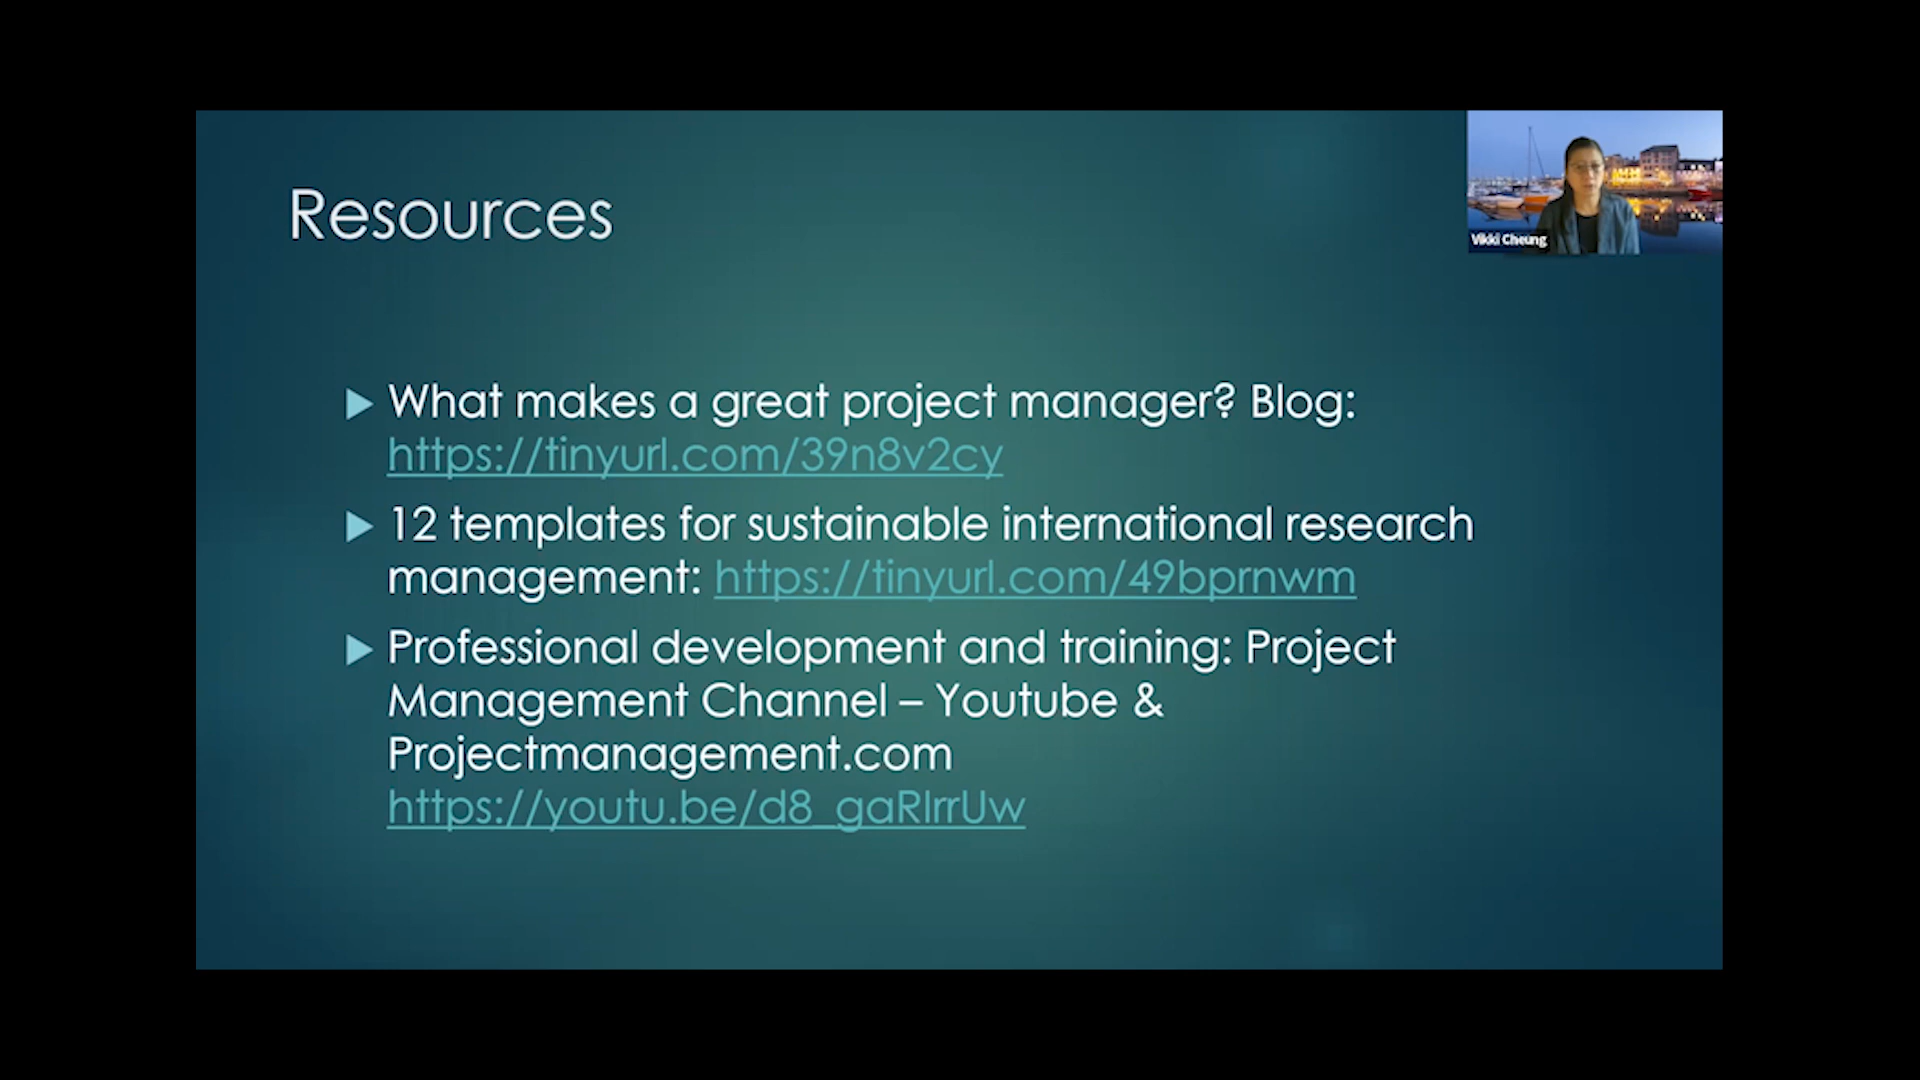 Resources
Vikki Cheung
What makes a great project manager? Blog:
https://tinyurl.com/39n8v2cy
12 templates for sustainable international research
management: https://tinyurl.com/49bprnwm
Professional development and training: Project
Management Channel – Youtube &
Projectmanagement.com
https://youtu.be/d8_gaRIrrUw